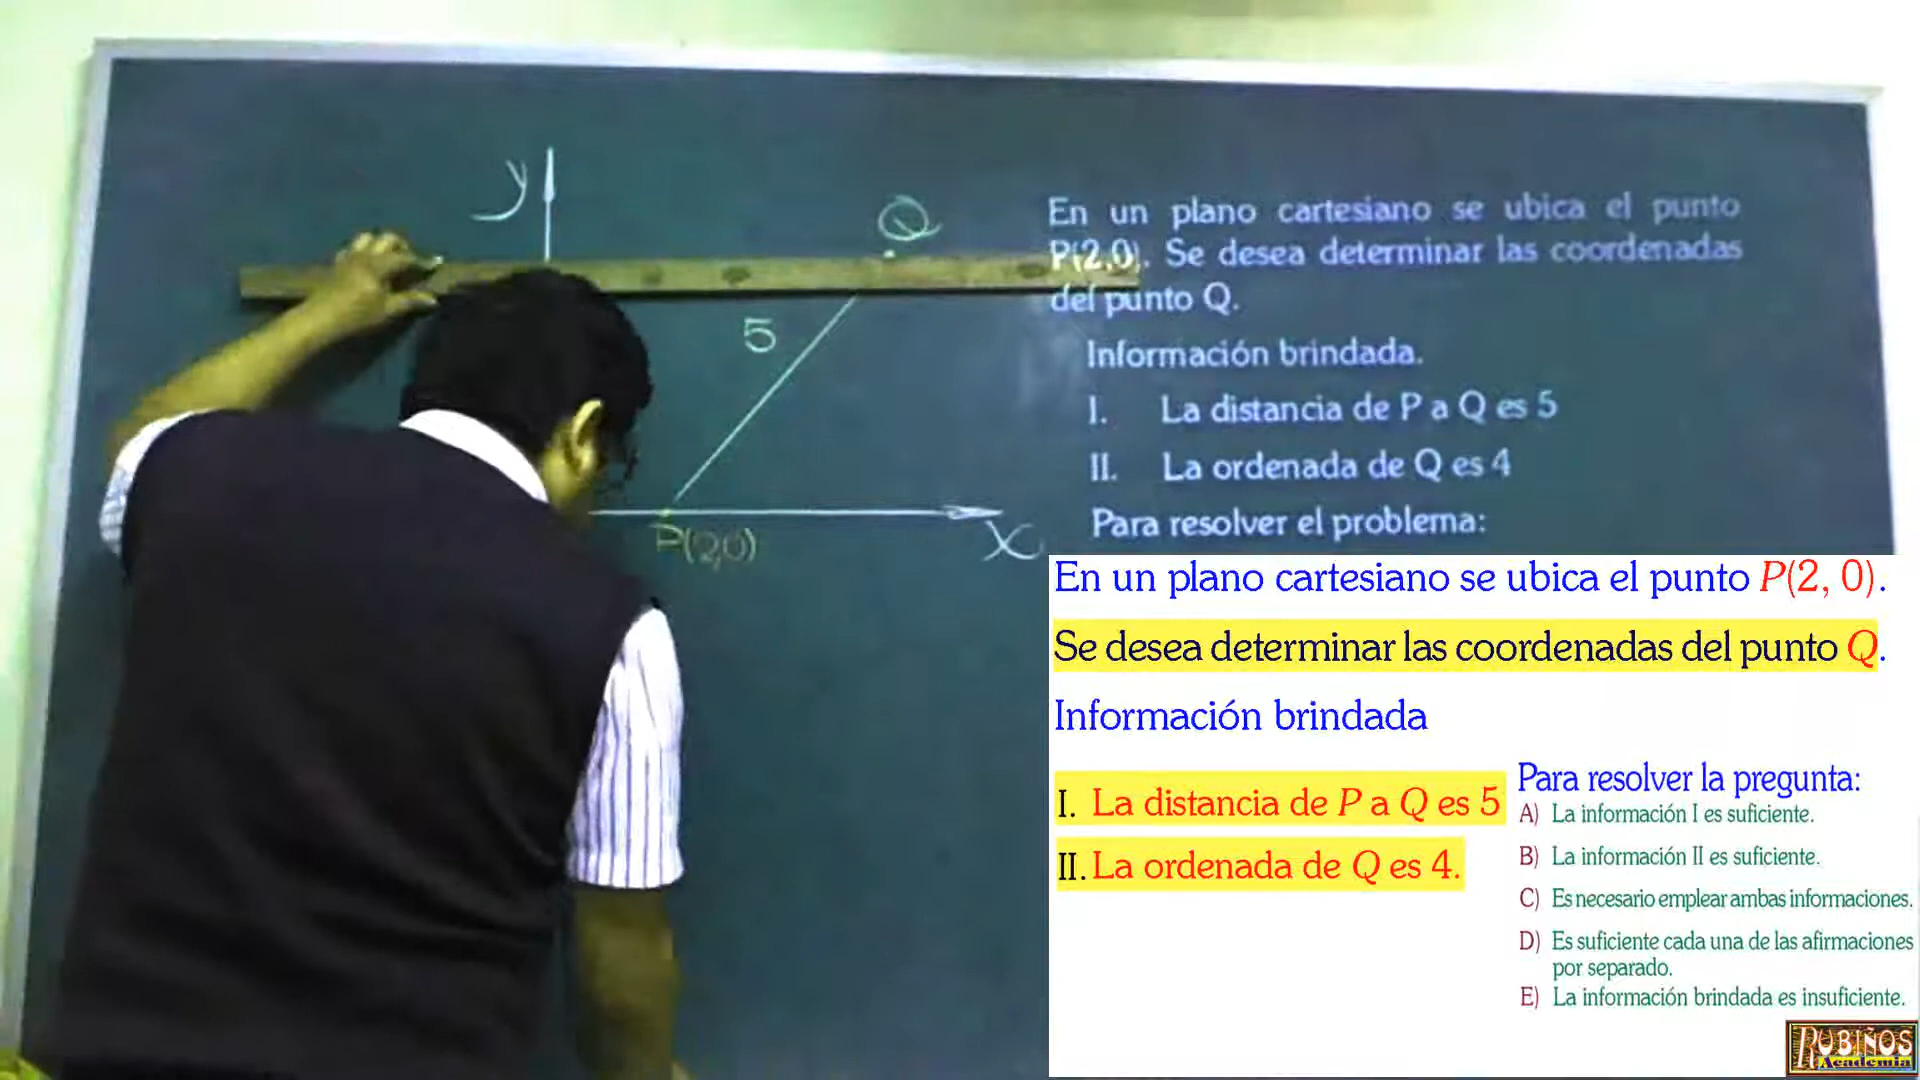 y
Q
5
P(2,0)
X
En un plano cartesiano se ubica el punto
P(2,0). Se desea determinar las coordenadas
del punto Q.
Información brindada.
I. La distancia de P a Q es 5
II. La ordenada de Q es 4
Para resolver el problema:
En un plano cartesiano se ubica el punto P(2, 0).
Se desea determinar las coordenadas del punto Q.
Información brindada
I. La distancia de P a Q es 5
II. La ordenada de Q es 4.
Para resolver la pregunta:
A) La información I es suficiente.
B) La información II es suficiente.
C) Es necesario emplear ambas informaciones.
D) Es suficiente cada una de las afirmaciones
por separado.
E) La información brindada es insuficiente.
RUBIÑOS
Academia